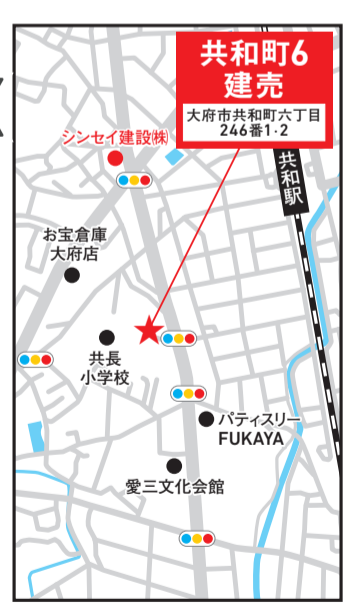 共和町6
建売
大府市共和町六丁目
246番1・2
シンセイ建設㈱
共和駅
お宝倉庫
大府店
共長
小学校
パティスリー
FUKAYA
愛三文化会館